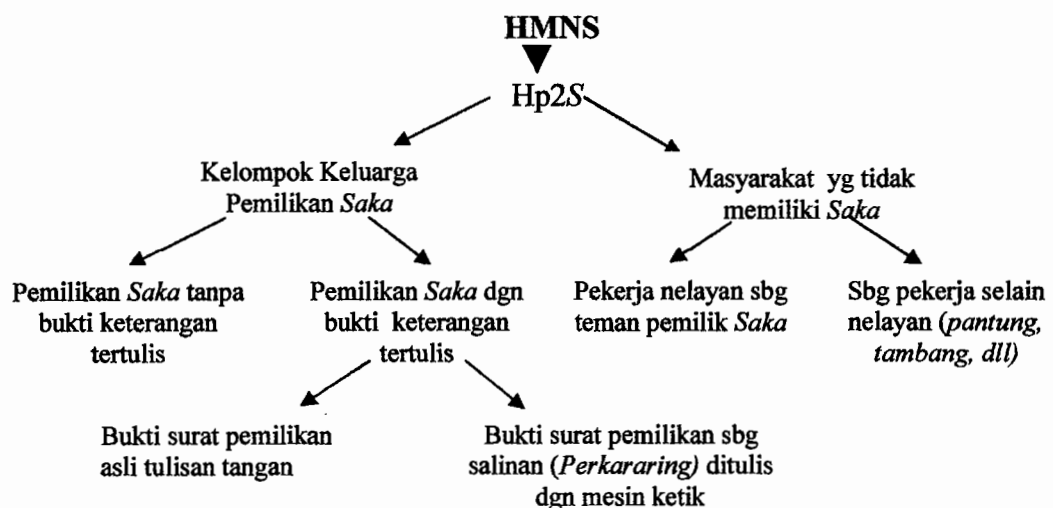 HMNS
Hp2S
Kelompok Keluarga
Pemilikan Saka
Masyarakat yg tidak
memiliki Saka
Pemilikan Saka tanpa
bukti keterangan
tertulis
Pemilikan Saka dgn
bukti keterangan
tertulis
Pekerja nelayan sbg
teman pemilik Saka
Sbg pekerja selain
nelayan (pantung,
tambang, dll)
Bukti surat pemilikan
asli tulisan tangan
Bukti surat pemilikan sbg
salinan (Perkararing) ditulis
dgn mesin ketik